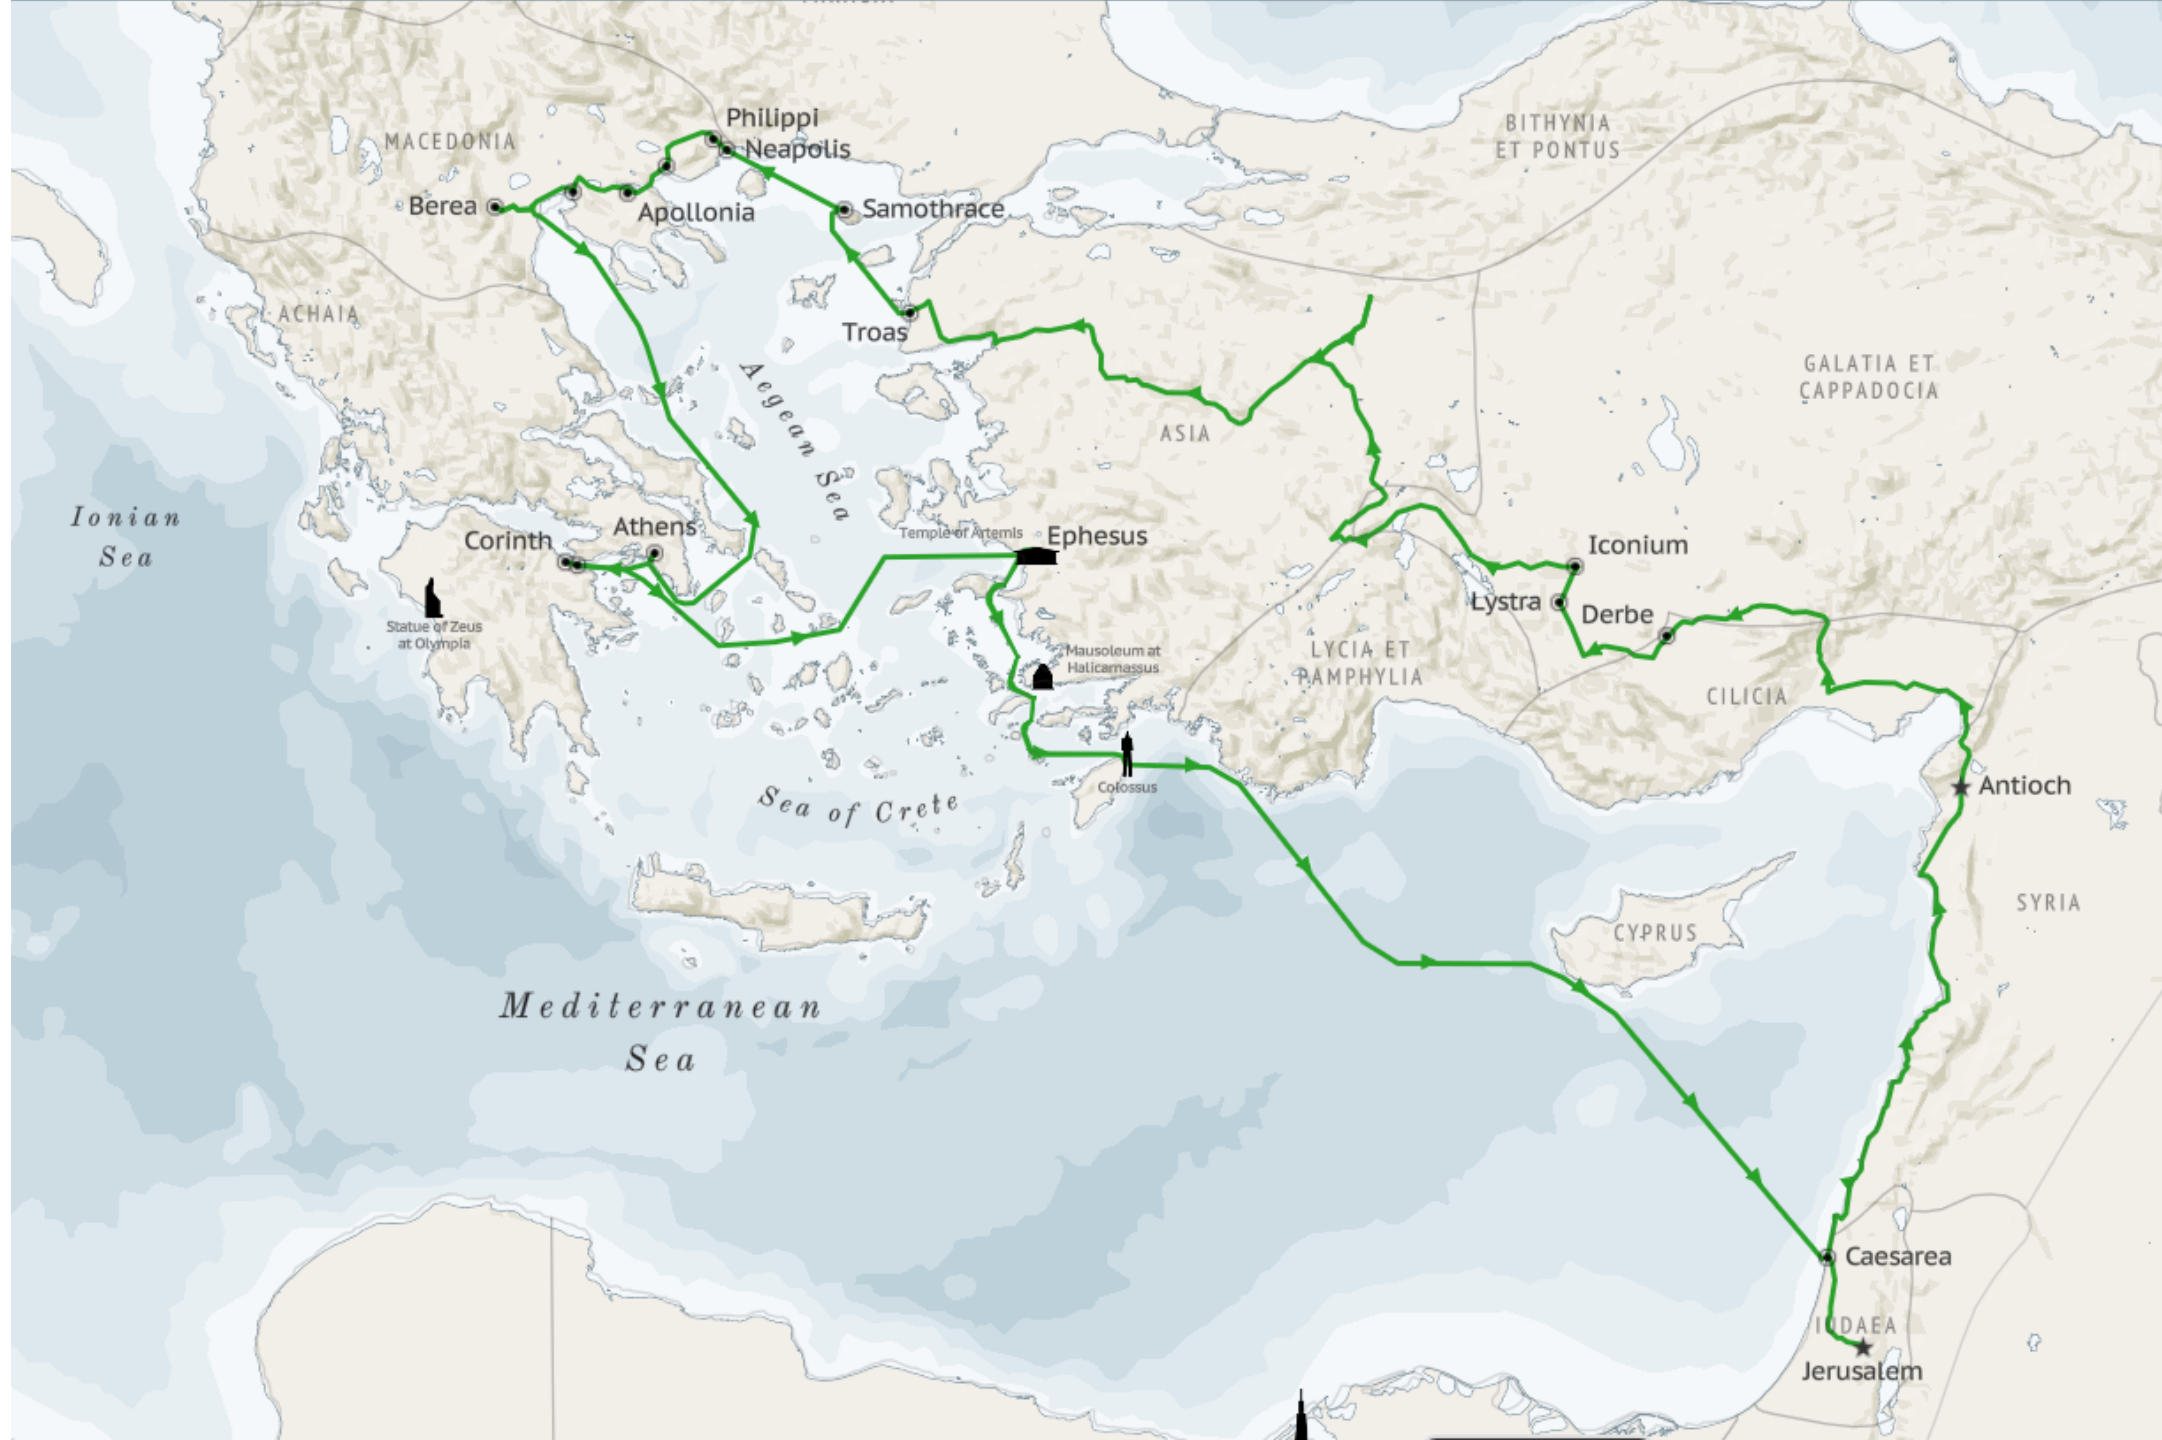 Philippi
Neapolis
MACEDONIA
BITHYNIA
ET PONTUS
Berea
Apollonia
Samothrace
ACHAIA
Troas
Aegean Sea
GALATIA ET
CAPPADOCIA
ASIA
Ionian
Sea
Corinth
Athens
Temple of Artemis
Ephesus
Iconium
Lystra
Derbe
Statue of Zeus
at Olympia
Mausoleum at
Halicarnassus
LYCIA ET
PAMPHYLIA
CILICIA
Colossus
Antioch
Sea of Crete
SYRIA
CYPRUS
Mediterranean
Sea
Caesarea
IUDAEA
Jerusalem